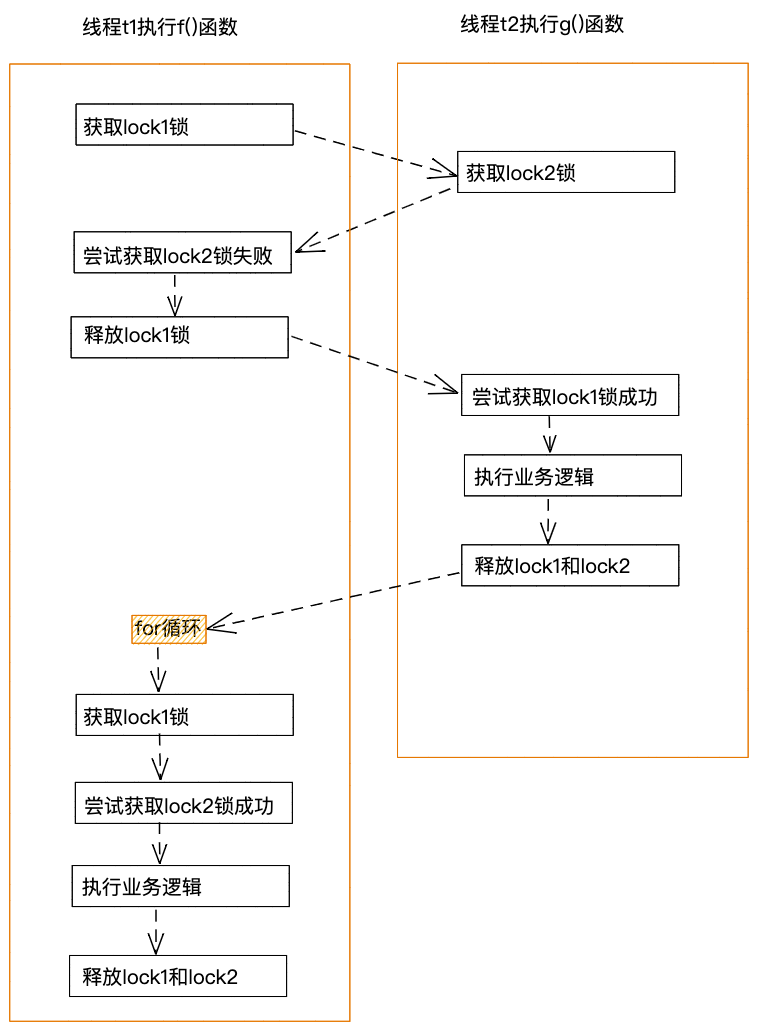 线程t1执行f()函数
线程t2执行g()函数
获取lock1锁
获取lock2锁
尝试获取lock2锁失败
释放lock1锁
尝试获取lock1锁成功
执行业务逻辑
释放lock1和lock2
for循环
获取lock1锁
尝试获取lock2锁成功
执行业务逻辑
释放lock1和lock2